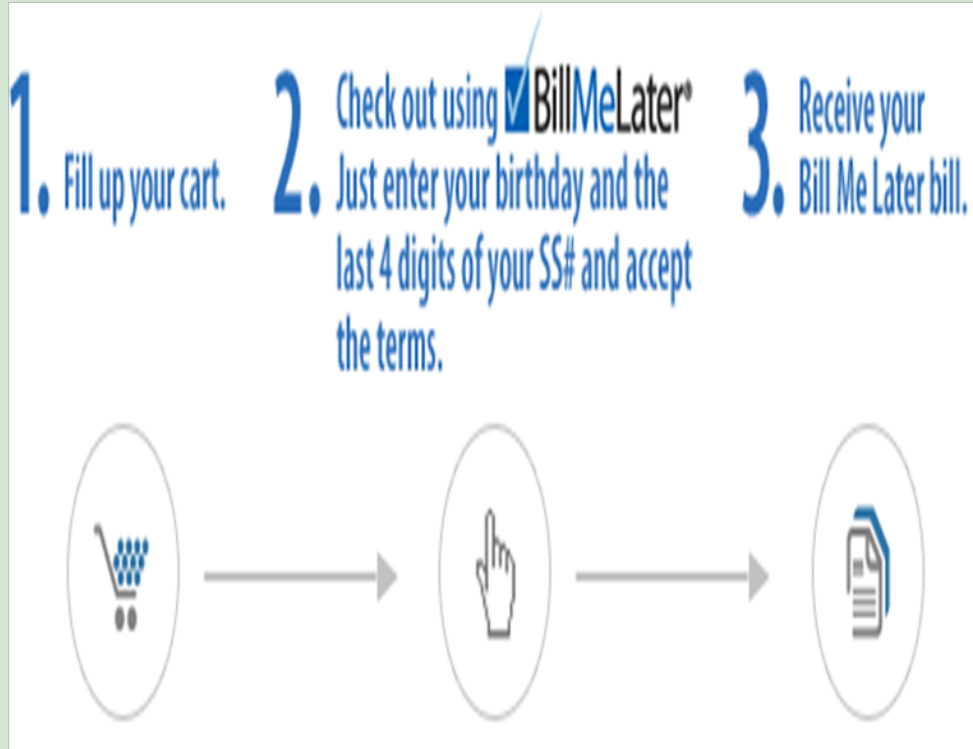 1. Fill up your cart.
2. Check out using BillMeLater®
Just enter your birthday and the
last 4 digits of your SS# and accept
the terms.
3. Receive your
Bill Me Later bill.